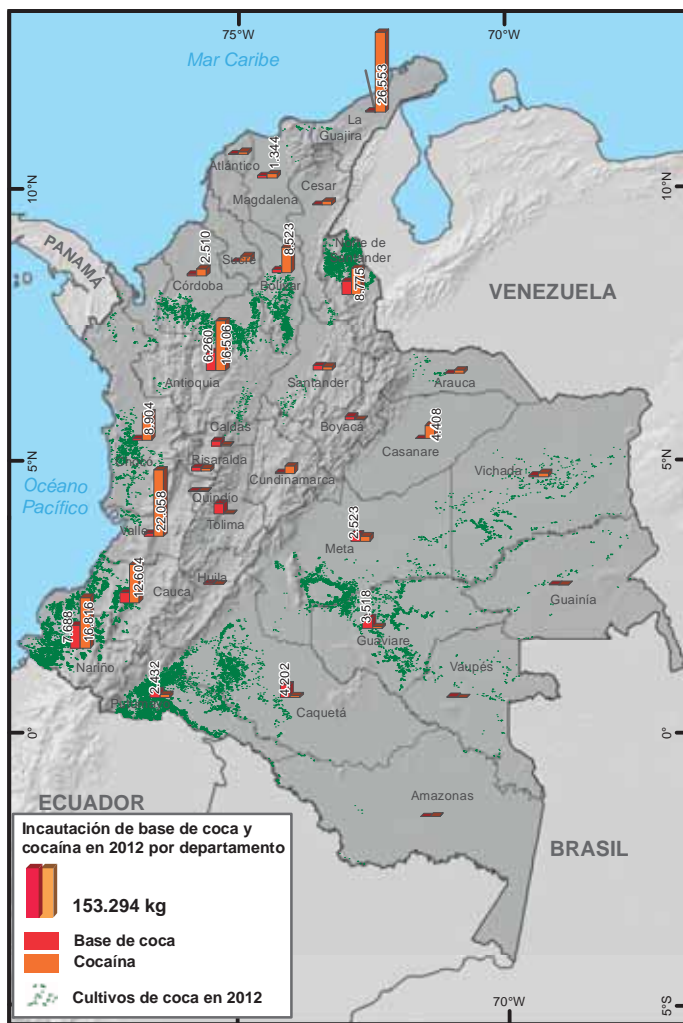 75°W
70°W
Mar Caribe
26.553
La
Guajira
Atlántico
1.344
10°N
10°N
Cesar
Magdalena
PANAMÁ
2.510
Sucre
8.523
Norte de
Santander
8.775
Córdoba
Bolívar
VENEZUELA
6.260
16.506
Antioquia
Santander
Arauca
8.904
Caldas
Boyacá
4.408
Casanare
5°N
5°N
Chocó
Risaralda
Cundinamarca
Vichada
Océano
Pacífico
Quindío
22.058
Tolima
Valle
2.523
Meta
12.604
Huila
Cauca
Guainía
7.688
16.816
3.518
Guaviare
Nariño
Vaupés
2.432
Putumayo
4.202
Caquetá
0°
0°
ECUADOR
Amazonas
BRASIL
Incautación de base de coca y
cocaína en 2012 por departamento
153.294 kg
Base de coca
Cocaína
Cultivos de coca en 2012
75°W
70°W
5°S